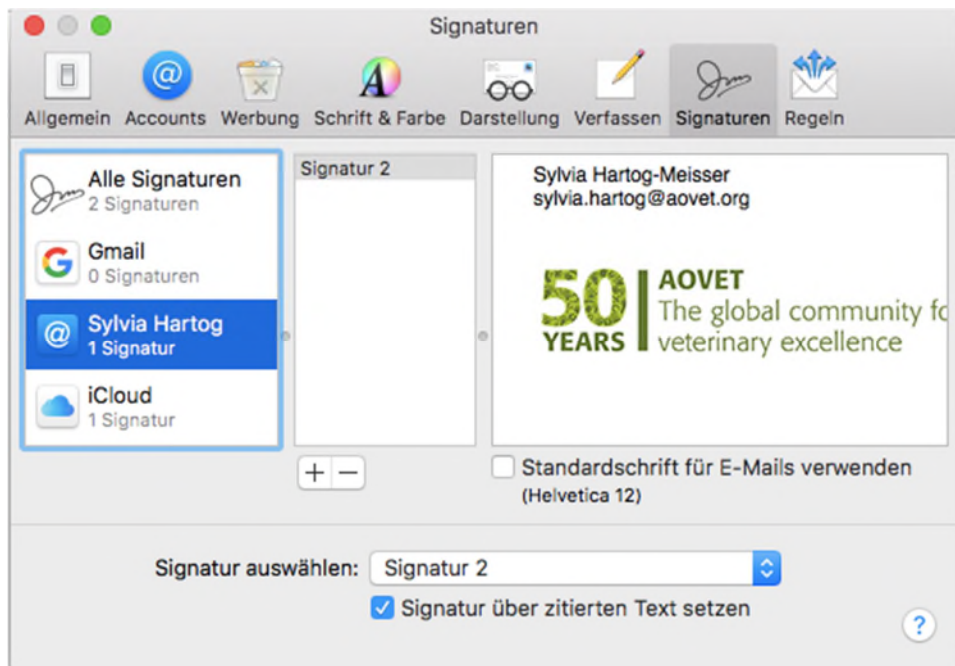 Signaturen
Allgemein Accounts Werbung Schrift & Farbe Darstellung Verfassen Signaturen Regeln
Alle Signaturen
2 Signaturen
Gmail
0 Signaturen
Sylvia Hartog
1 Signatur
iCloud
1 Signatur
Signatur 2
Sylvia Hartog-Meisser
sylvia.hartog@aovet.org
50
YEARS
AOVET
The global community fo
veterinary excellence
+ −
Standardschrift für E-Mails verwenden
(Helvetica 12)
Signatur auswählen: Signatur 2
Signatur über zitierten Text setzen
?